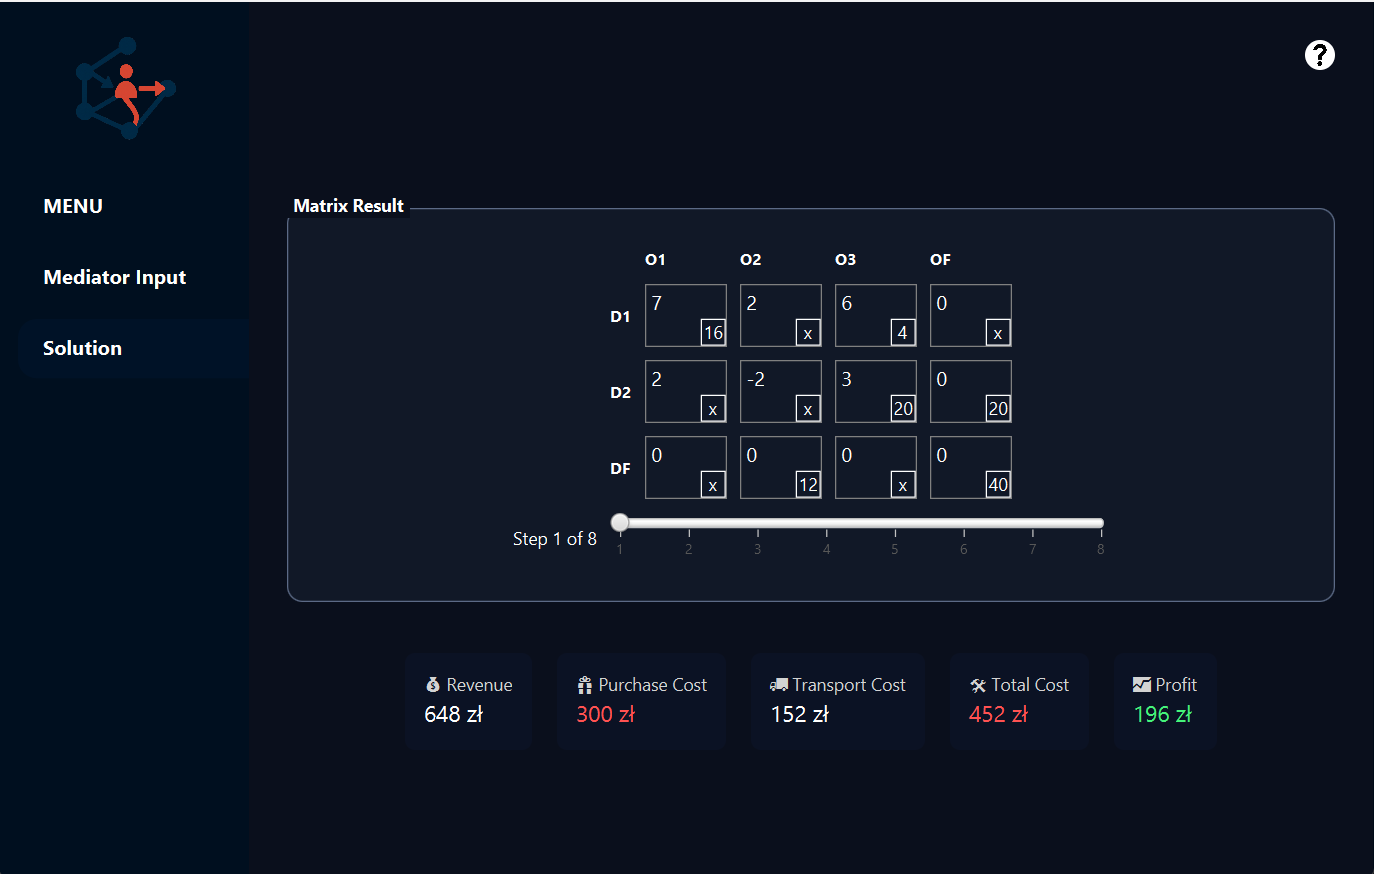 ?
MENU
Mediator Input
Solution
Matrix Result
O1 O2 O3 OF
D1 7 16 2 x 6 4 0 x
D2 2 x -2 x 3 20 0 20
DF 0 x 0 12 0 x 0 40
Step 1 of 8
1 2 3 4 5 6 7 8
Revenue
648 zł
Purchase Cost
300 zł
Transport Cost
152 zł
Total Cost
452 zł
Profit
196 zł